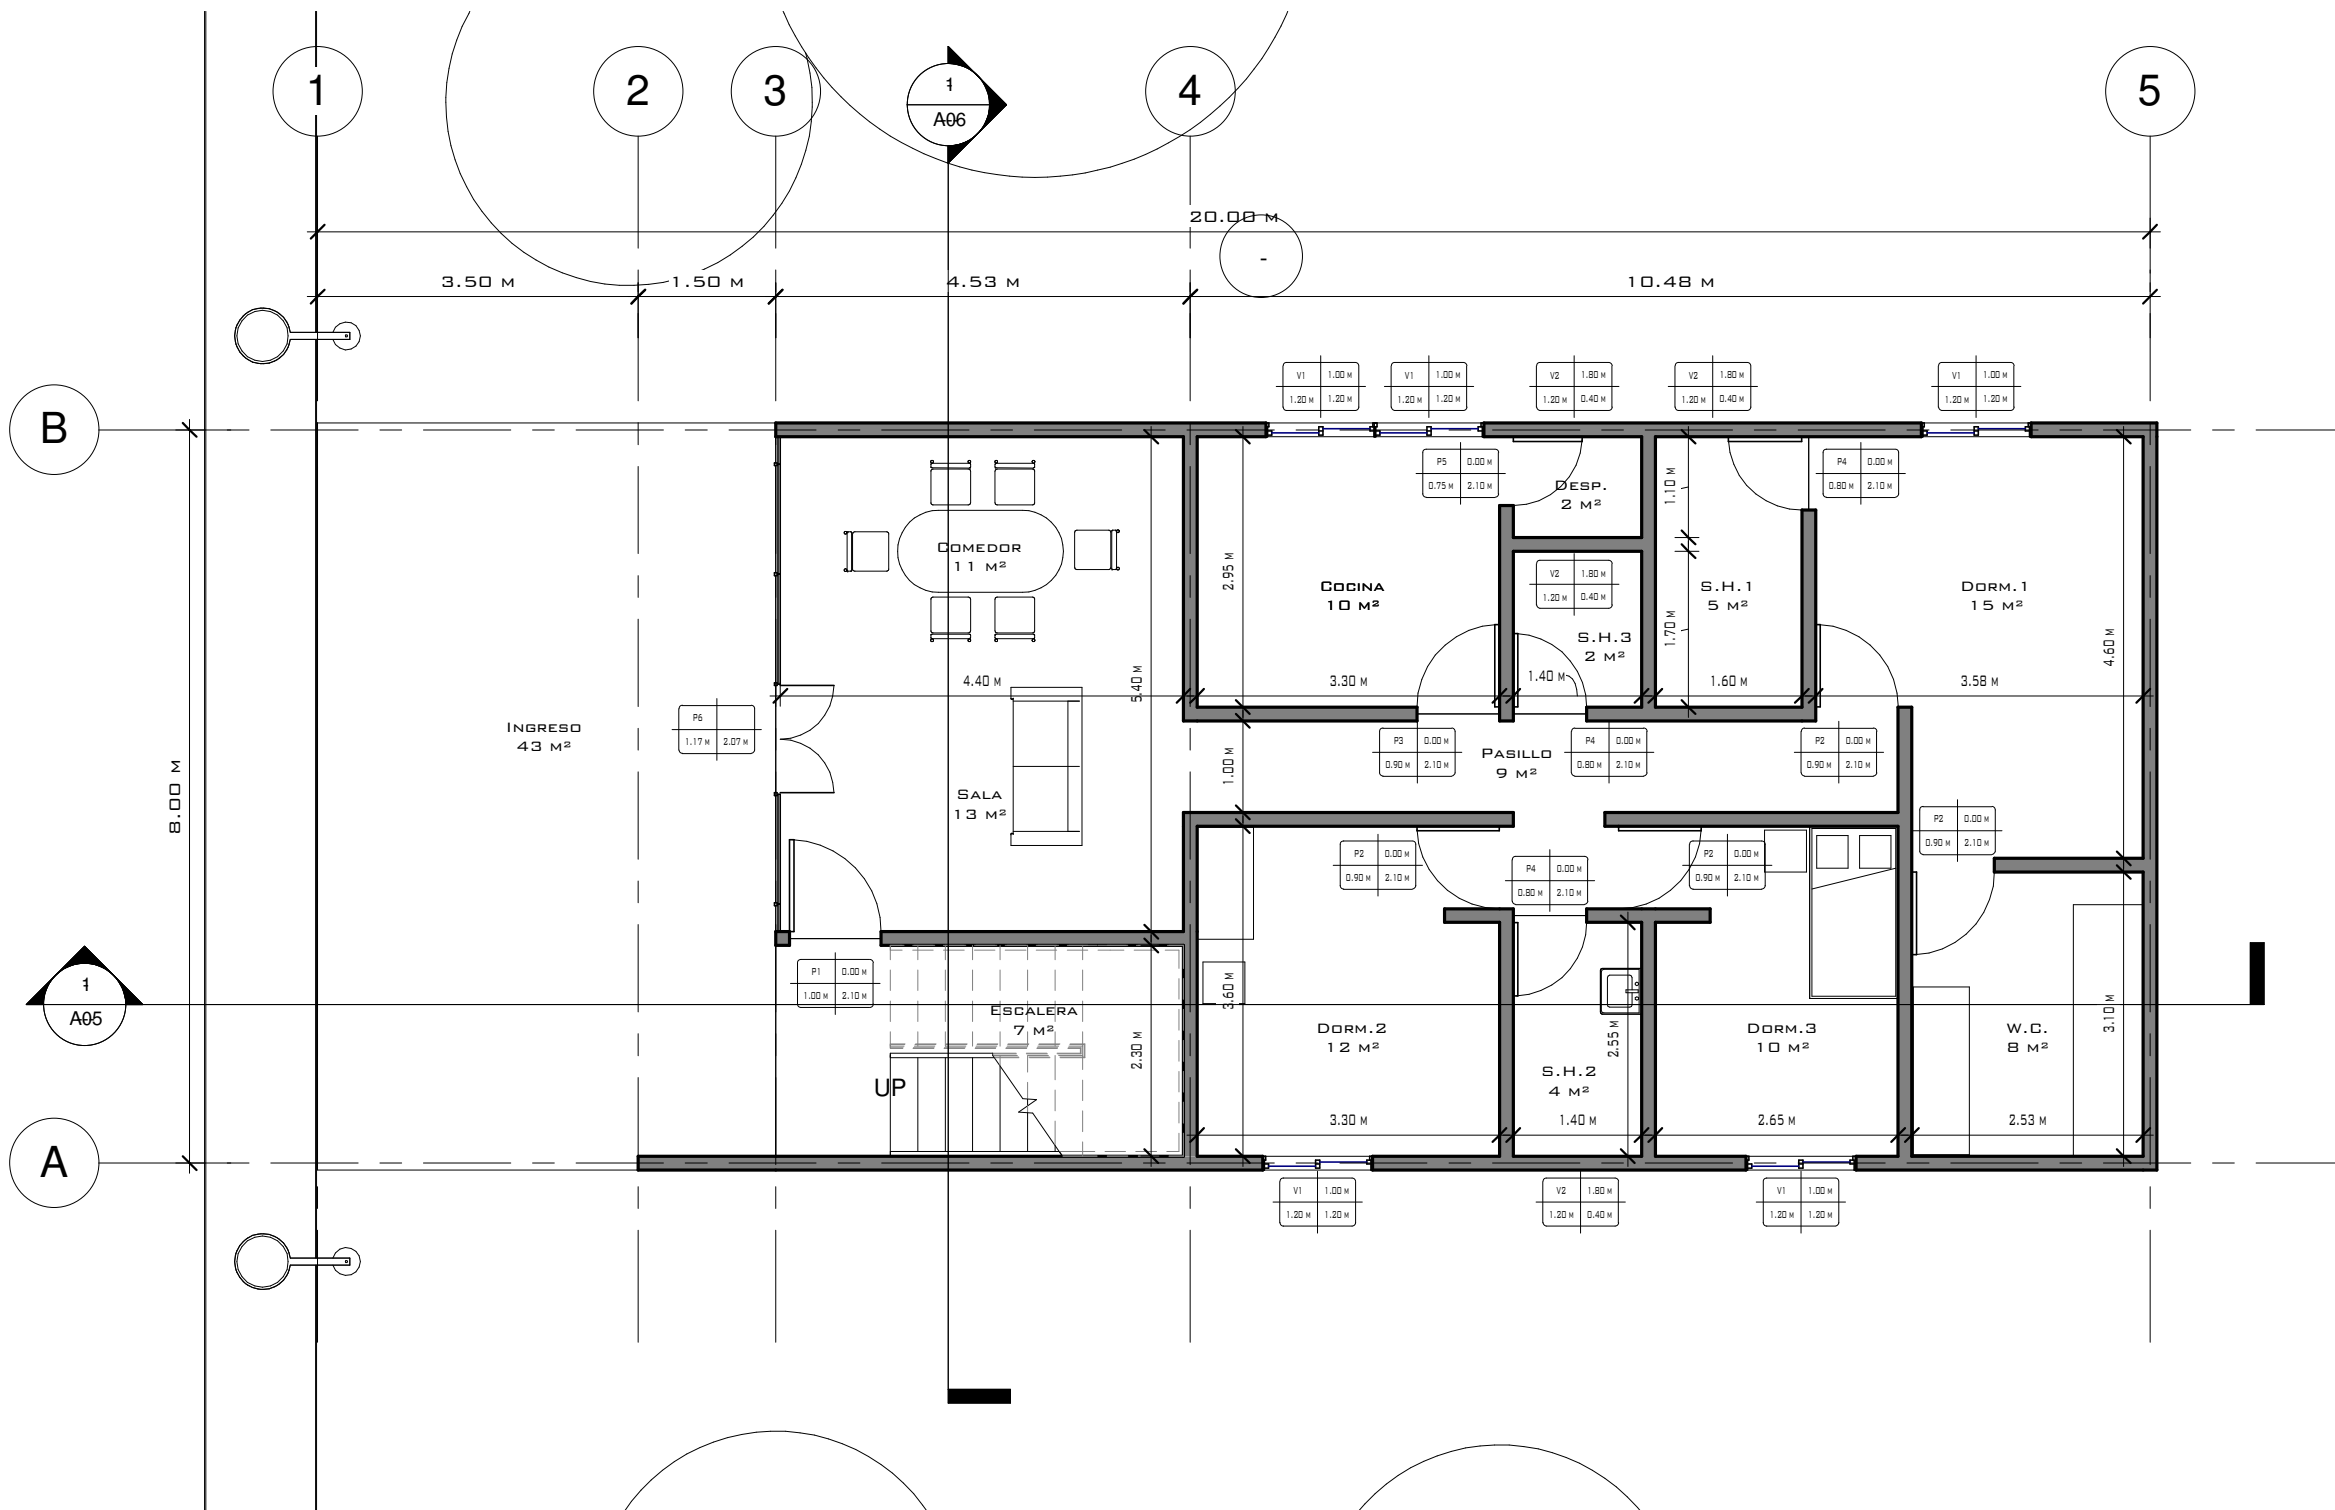 1
2
3
4
5
1
A06
20.00 M
-
3.50 M
1.50 M
4.53 M
10.48 M
V1 1.00 M
1.20 M 1.20 M
V1 1.00 M
1.20 M 1.20 M
V2 1.80 M
1.20 M 0.40 M
V2 1.80 M
1.20 M 0.40 M
V1 1.00 M
1.20 M 1.20 M
B
P5 0.00 M
0.75 M 2.10 M
P4 0.00 M
0.80 M 2.10 M
DESP.
2 M²
1.10 M
COMEDOR
11 M²
2.95 M
COCINA
10 M²
V2 1.80 M
1.20 M 0.40 M
S.H.1
5 M²
DORM.1
15 M²
S.H.3
2 M²
1.70 M
4.60 M
4.40 M
5.40 M
3.30 M
1.40 M
1.60 M
3.58 M
INGRESO
43 M²
P6
1.17 M 2.07 M
P3 0.00 M
0.90 M 2.10 M
PASILLO
9 M²
P4 0.00 M
0.80 M 2.10 M
P2 0.00 M
0.90 M 2.10 M
1.00 M
8.00 M
SALA
13 M²
P2 0.00 M
0.90 M 2.10 M
P2 0.00 M
0.90 M 2.10 M
P4 0.00 M
0.80 M 2.10 M
P2 0.00 M
0.90 M 2.10 M
P1 0.00 M
1.00 M 2.10 M
1
A05
ESCALERA
7 M²
3.60 M
DORM.2
12 M²
2.55 M
DORM.3
10 M²
W.C.
8 M²
3.10 M
2.30 M
UP
S.H.2
4 M²
3.30 M
1.40 M
2.65 M
2.53 M
A
V1 1.00 M
1.20 M 1.20 M
V2 1.80 M
1.20 M 0.40 M
V1 1.00 M
1.20 M 1.20 M